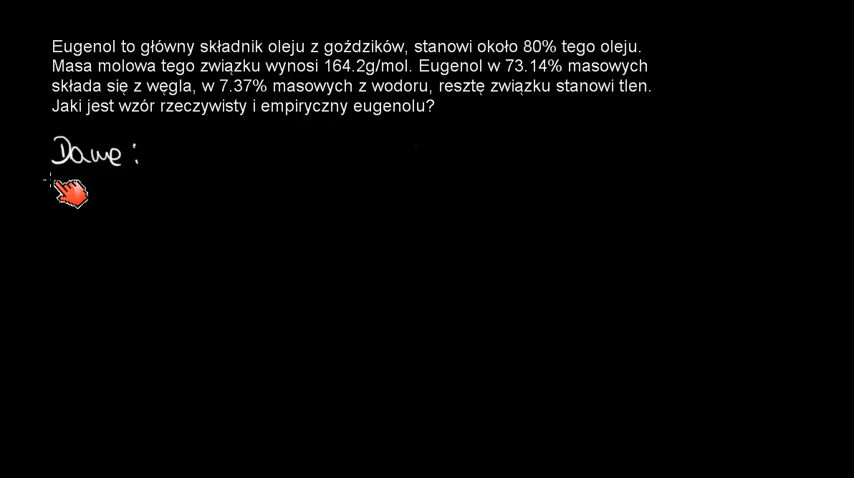 Eugenol to główny składnik oleju z goździków, stanowi około 80% tego oleju.
Masa molowa tego związku wynosi 164.2g/mol. Eugenol w 73.14% masowych
składa się z węgla, w 7.37% masowych z wodoru, resztę związku stanowi tlen.
Jaki jest wzór rzeczywisty i empiryczny eugenolu?
Dane :